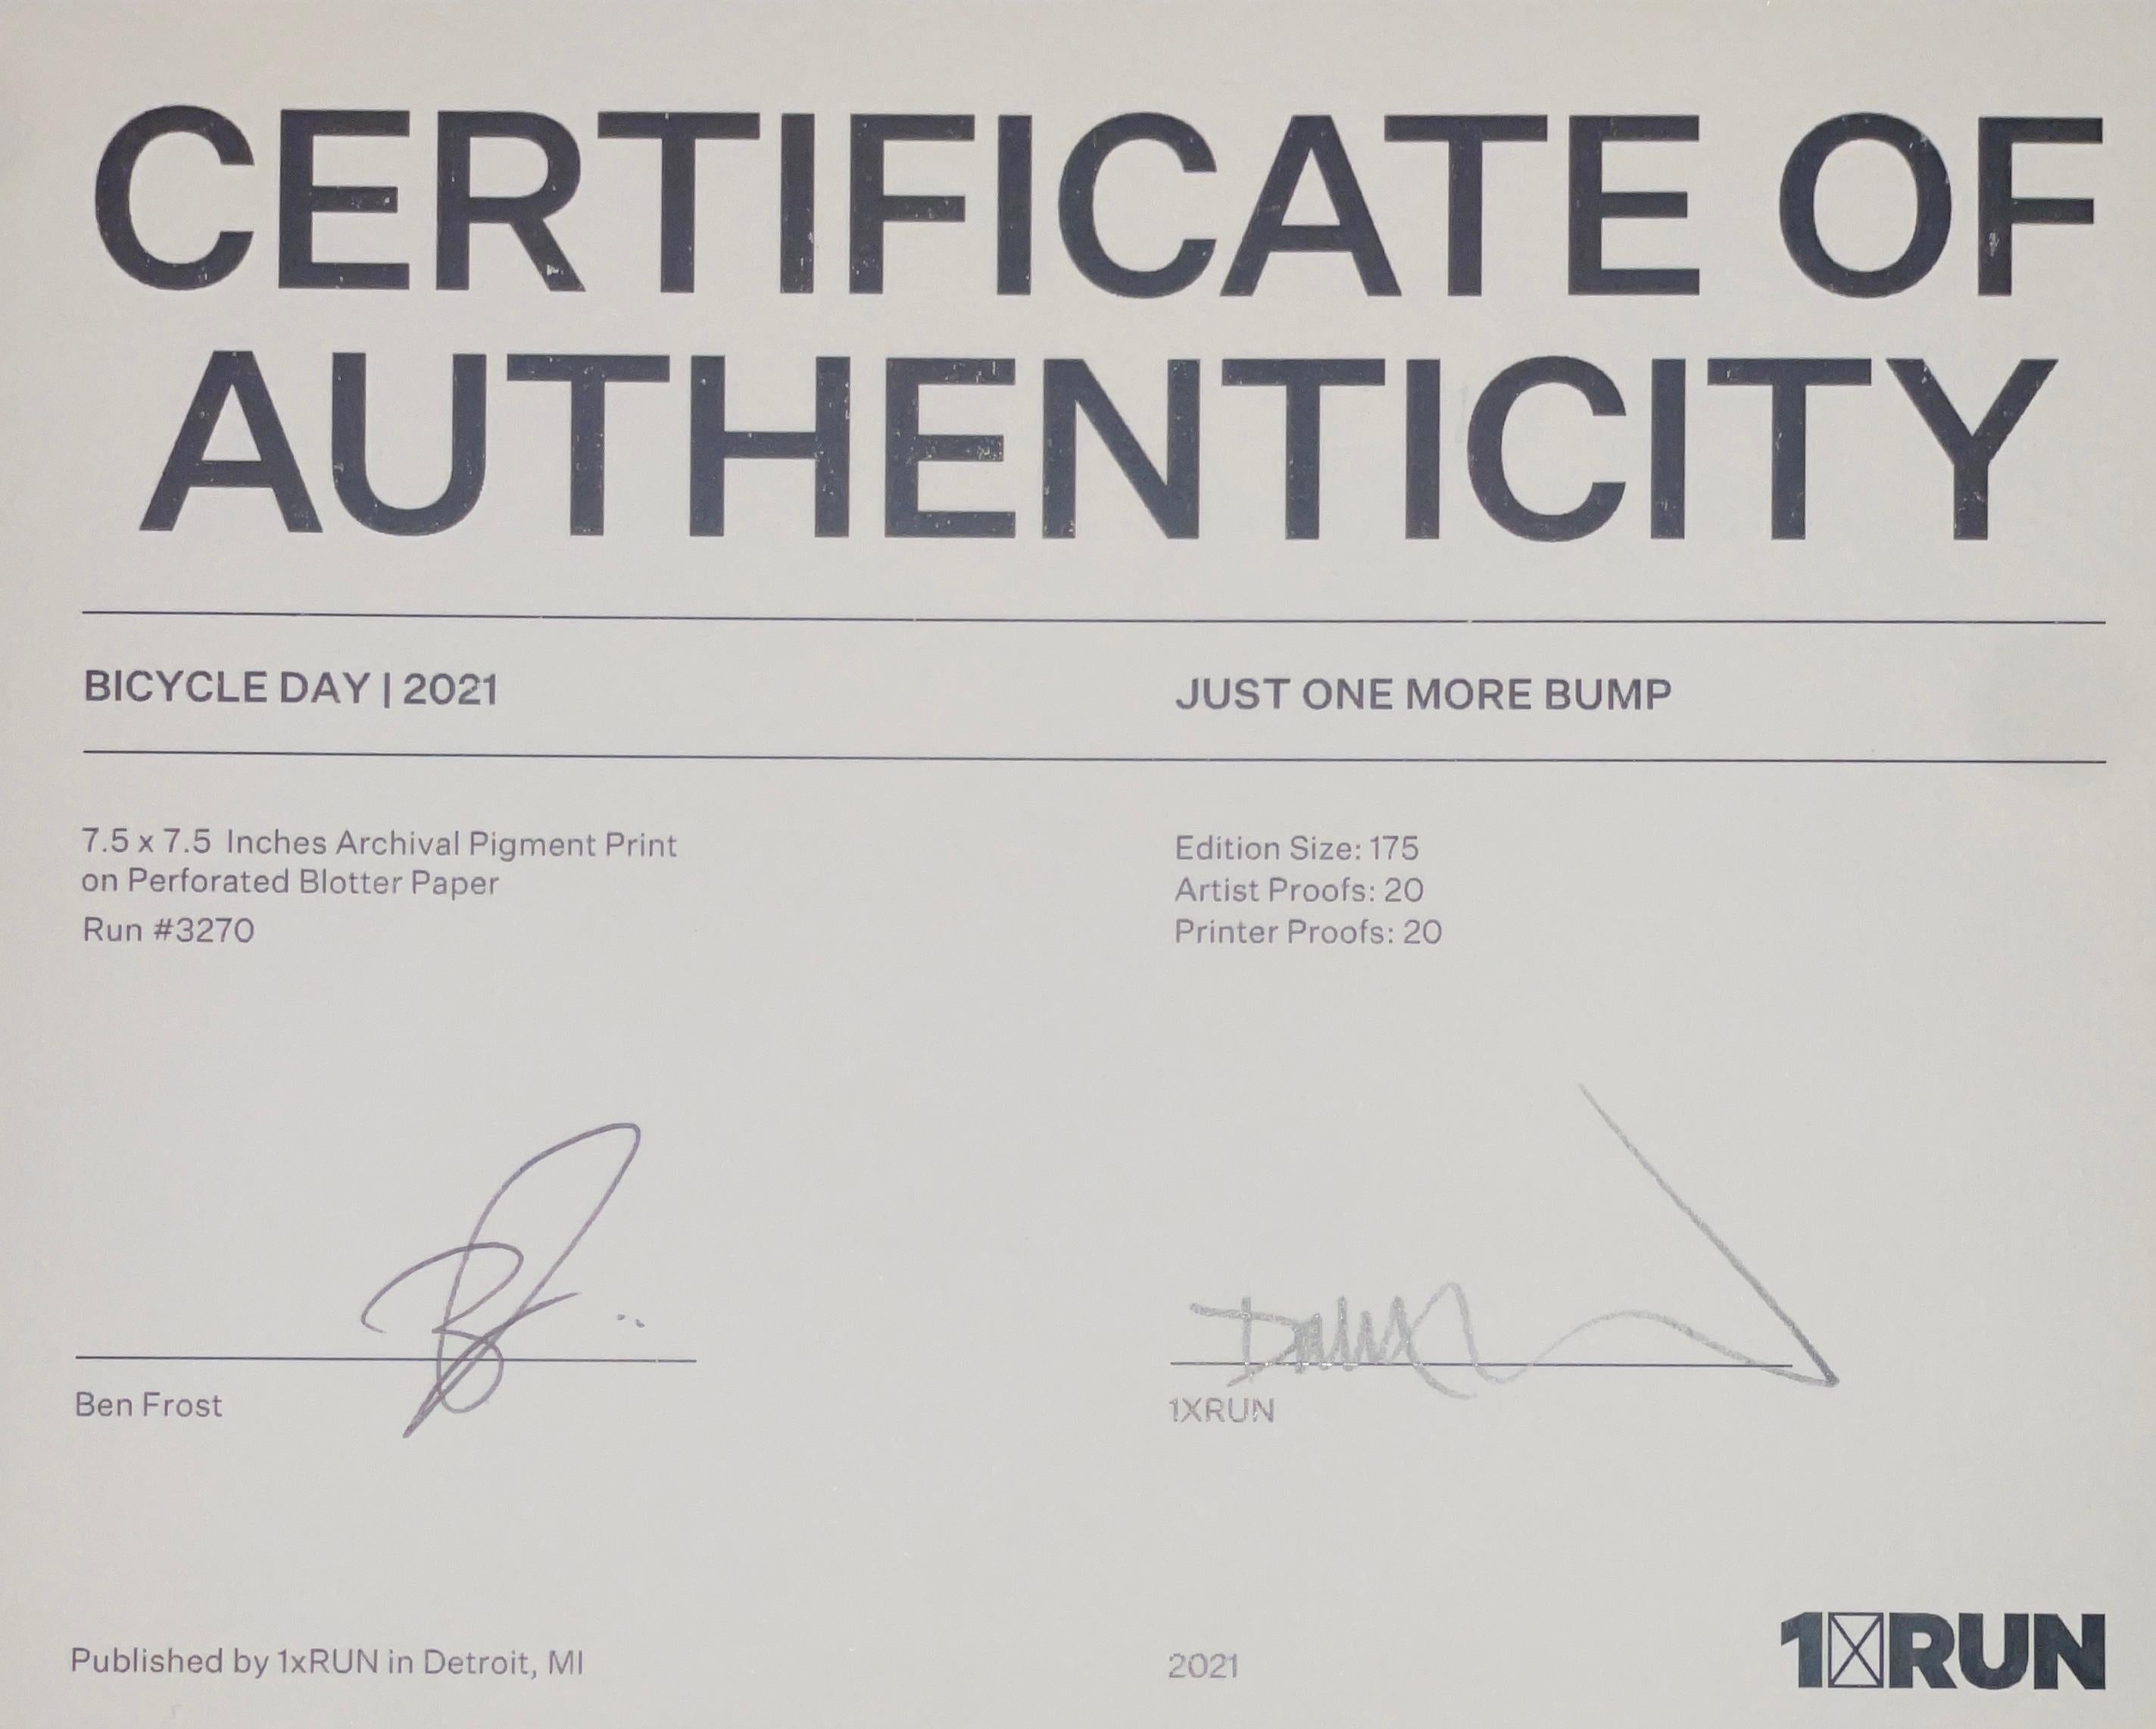 CERTIFICATE OF
AUTHENTICITY
BICYCLE DAY | 2021
JUST ONE MORE BUMP
7.5 x 7.5 Inches Archival Pigment Print
on Perforated Blotter Paper
Run #3270
Edition Size: 175
Artist Proofs: 20
Printer Proofs: 20
Ben Frost
1XRUN
Published by 1xRUN in Detroit, MI
2021
1XRUN